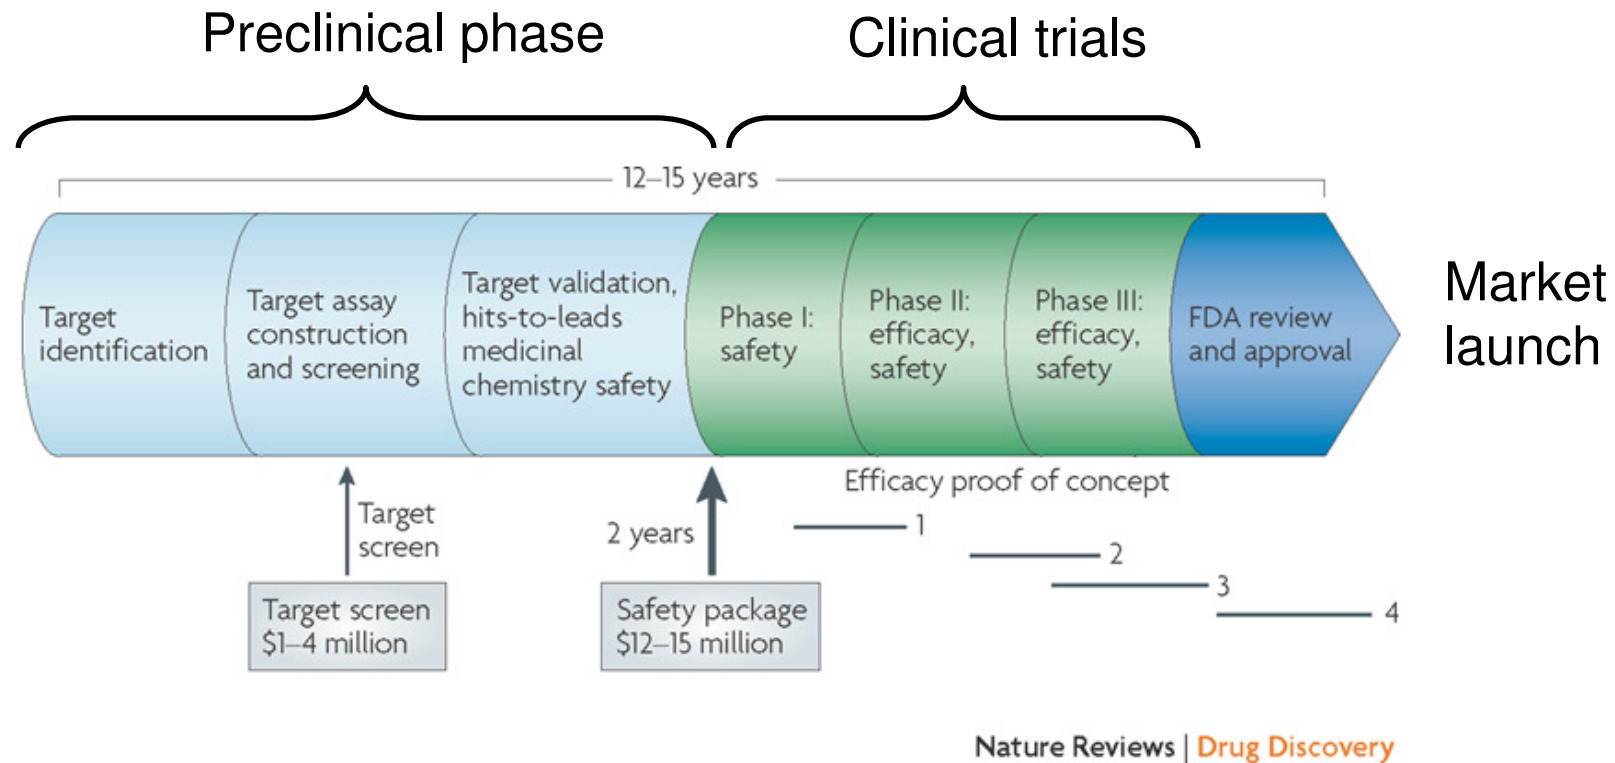 Preclinical phase
Clinical trials
12–15 years
Target
identification
Target assay
construction
and screening
Target validation,
hits-to-leads
medicinal
chemistry safety
Phase I:
safety
Phase II:
efficacy,
safety
Phase III:
efficacy,
safety
FDA review
and approval
Market
launch
Target
screen
2 years
Efficacy proof of concept
1
2
3
4
Target screen
$1–4 million
Safety package
$12–15 million
Nature Reviews | Drug Discovery